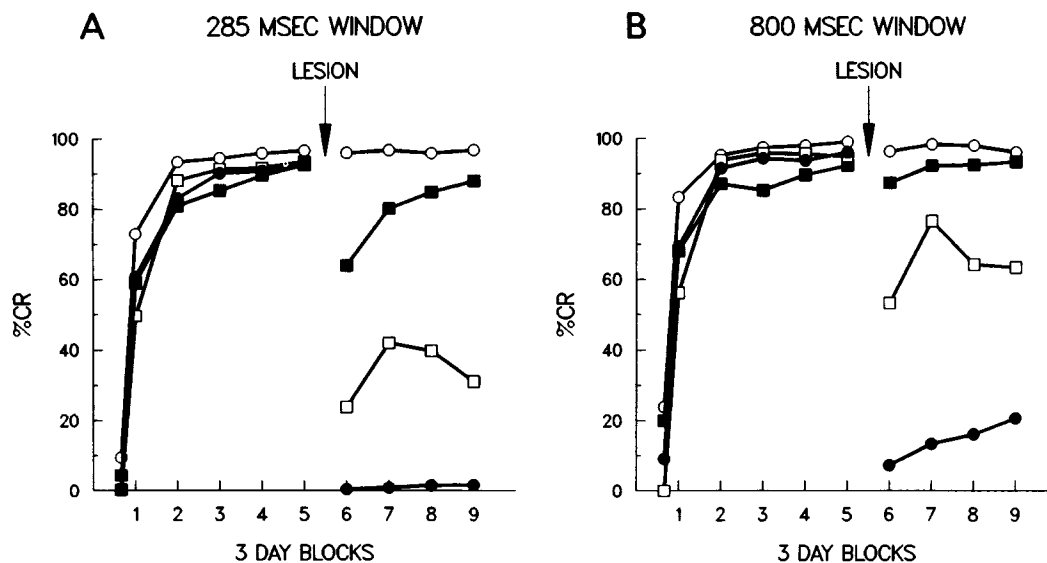 A 285 MSEC WINDOW
LESION
100
80
60
40
20
0
%CR
1 2 3 4 5 6 7 8 9
3 DAY BLOCKS
B 800 MSEC WINDOW
LESION
100
80
60
40
20
0
%CR
1 2 3 4 5 6 7 8 9
3 DAY BLOCKS